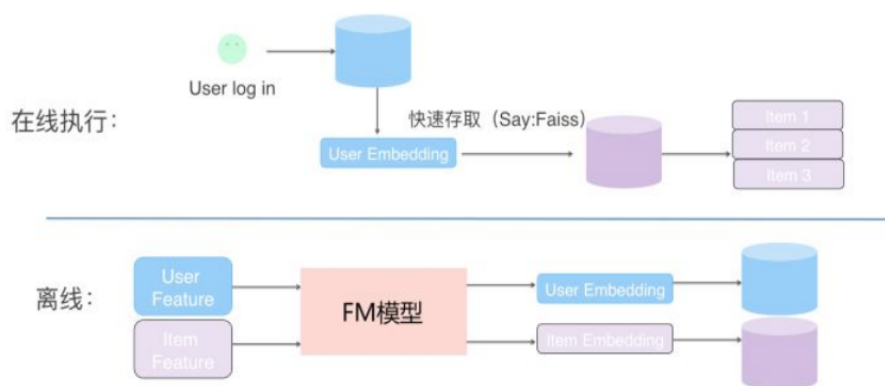 User log in
在线执行：
快速存取（Say:Faiss）
User Embedding
Item 1
Item 2
Item 3
离线：
User
Feature
Item
Feature
FM模型
User Embedding
Item Embedding